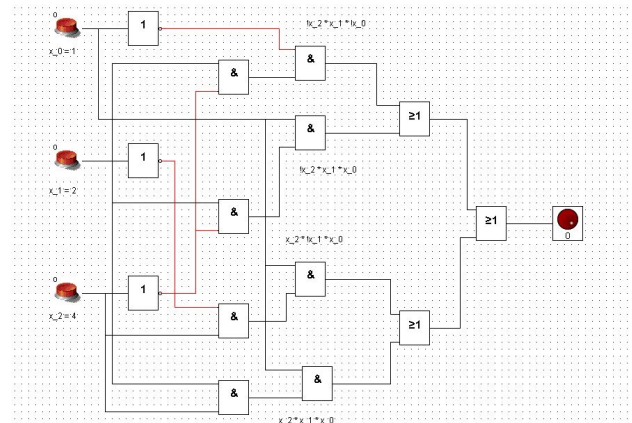 0
1
!x_2 * x_1 * !x_0
x_0 = 1
&
&
≥1
&
0
1
!x_2 * x_1 * x_0
x_1 = 2
&
≥1
0
x_2 * !x_1 * x_0
0
1
&
x_2 = 4
&
≥1
&
&
x_2 * x_1 * x_0